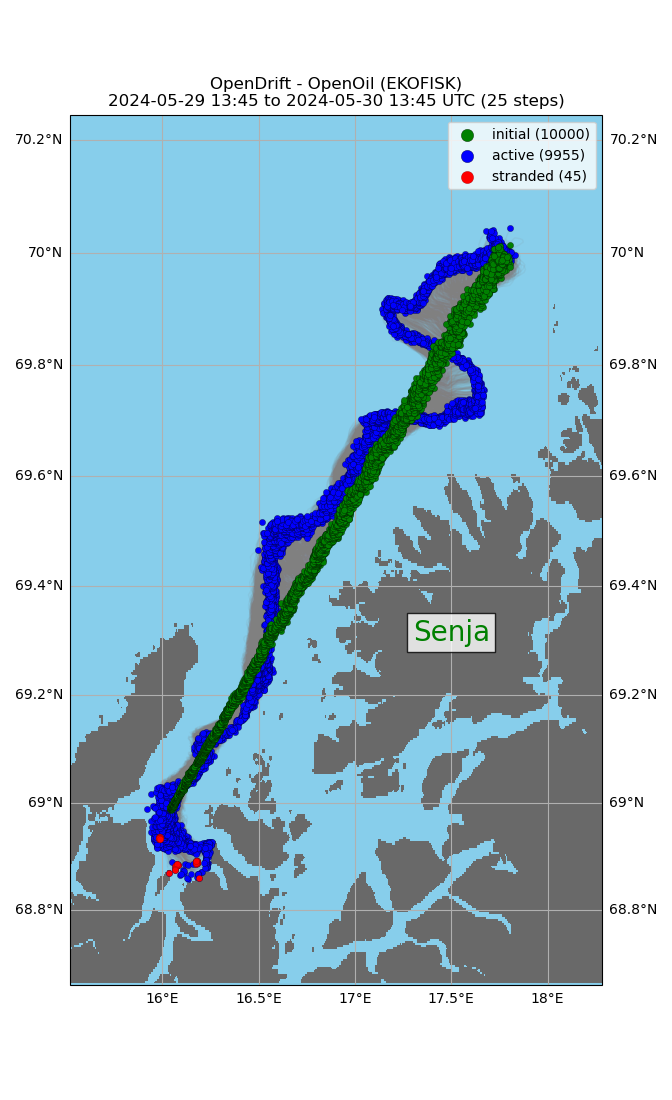 OpenDrift - OpenOil (EKOFISK)
2024-05-29 13:45 to 2024-05-30 13:45 UTC (25 steps)
initial (10000)
active (9955)
stranded (45)
70.2°N 70.2°N
70°N 70°N
69.8°N 69.8°N
69.6°N 69.6°N
69.4°N 69.4°N
Senja
69.2°N 69.2°N
69°N 69°N
68.8°N 68.8°N
16°E 16.5°E 17°E 17.5°E 18°E